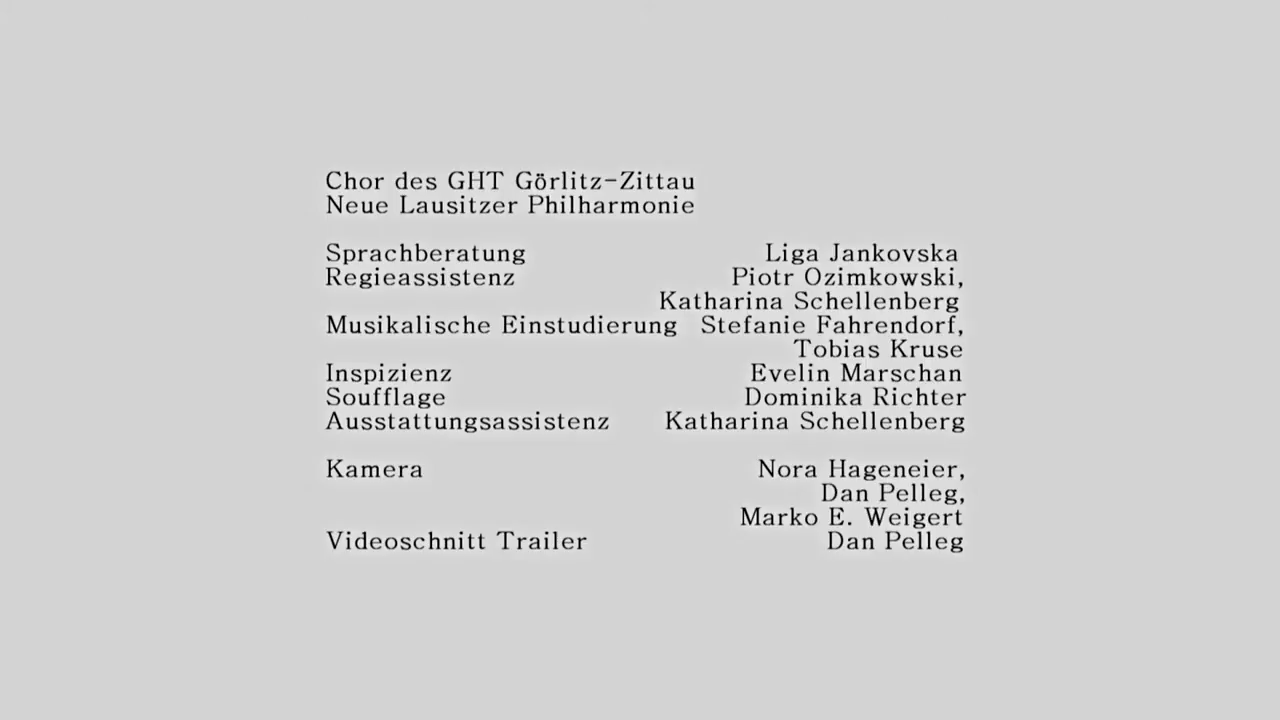 Chor des GHT Görlitz-Zittau
Neue Lausitzer Philharmonie
Sprachberatung Liga Jankovska
Regieassistenz Piotr Ozimkowski,
Katharina Schellenberg
Musikalische Einstudierung Stefanie Fahrendorf,
Tobias Kruse
Inspizienz Evelin Marschan
Soufflage Dominika Richter
Ausstattungsassistenz Katharina Schellenberg
Kamera Nora Hageneier,
Dan Pelleg,
Marko E. Weigert
Videoschnitt Trailer Dan Pelleg